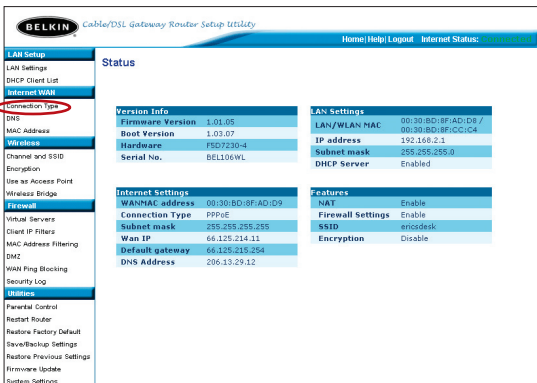 BELKIN Cable/DSL Gateway Router Setup Utility
Home|Help|Logout Internet Status:
LAN Setup
LAN Settings
DHCP Client List
Internet WAN
Connection Type
DNS
MAC Address
Wireless
Channel and SSID
Encryption
Use as Access Point
Wireless Bridge
Firewall
Virtual Servers
Client IP Filters
MAC Address Filtering
DMZ
WAN Ping Blocking
Security Log
Utilities
Parental Control
Restart Router
Restore Factory Default
Save/Backup Settings
Restore Previous Settings
Firmware Update
System Settings
Status
Version Info
Firmware Version 1.01.05
Boot Version 1.03.07
Hardware F5D7230-4
Serial No. BEL106WL
LAN Settings
LAN/WLAN MAC 00:30:BD:8F:AD:D8 /
00:30:BD:8F:CC:C4
IP address 192.168.2.1
Subnet mask 255.255.255.0
DHCP Server Enabled
Internet Settings
WANMAC address 00:30:BD:8F:AD:D9
Connection Type PPPoE
Subnet mask 255.255.255.255
Wan IP 66.125.214.11
Default gateway 66.125.215.254
DNS Address 206.13.29.12
Features
NAT Enable
Firewall Settings Enable
SSID ericsdesk
Encryption Disable